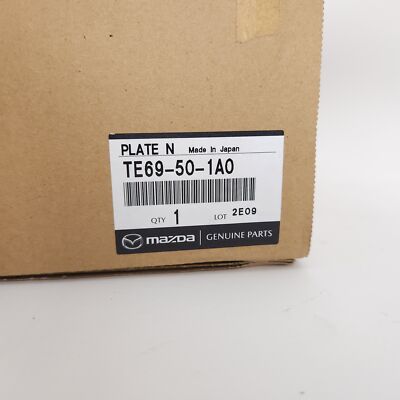 PLATE N Made In Japan
TE69-50-1A0
QTY 1 LOT 2E09
mazda GENUINE PARTS